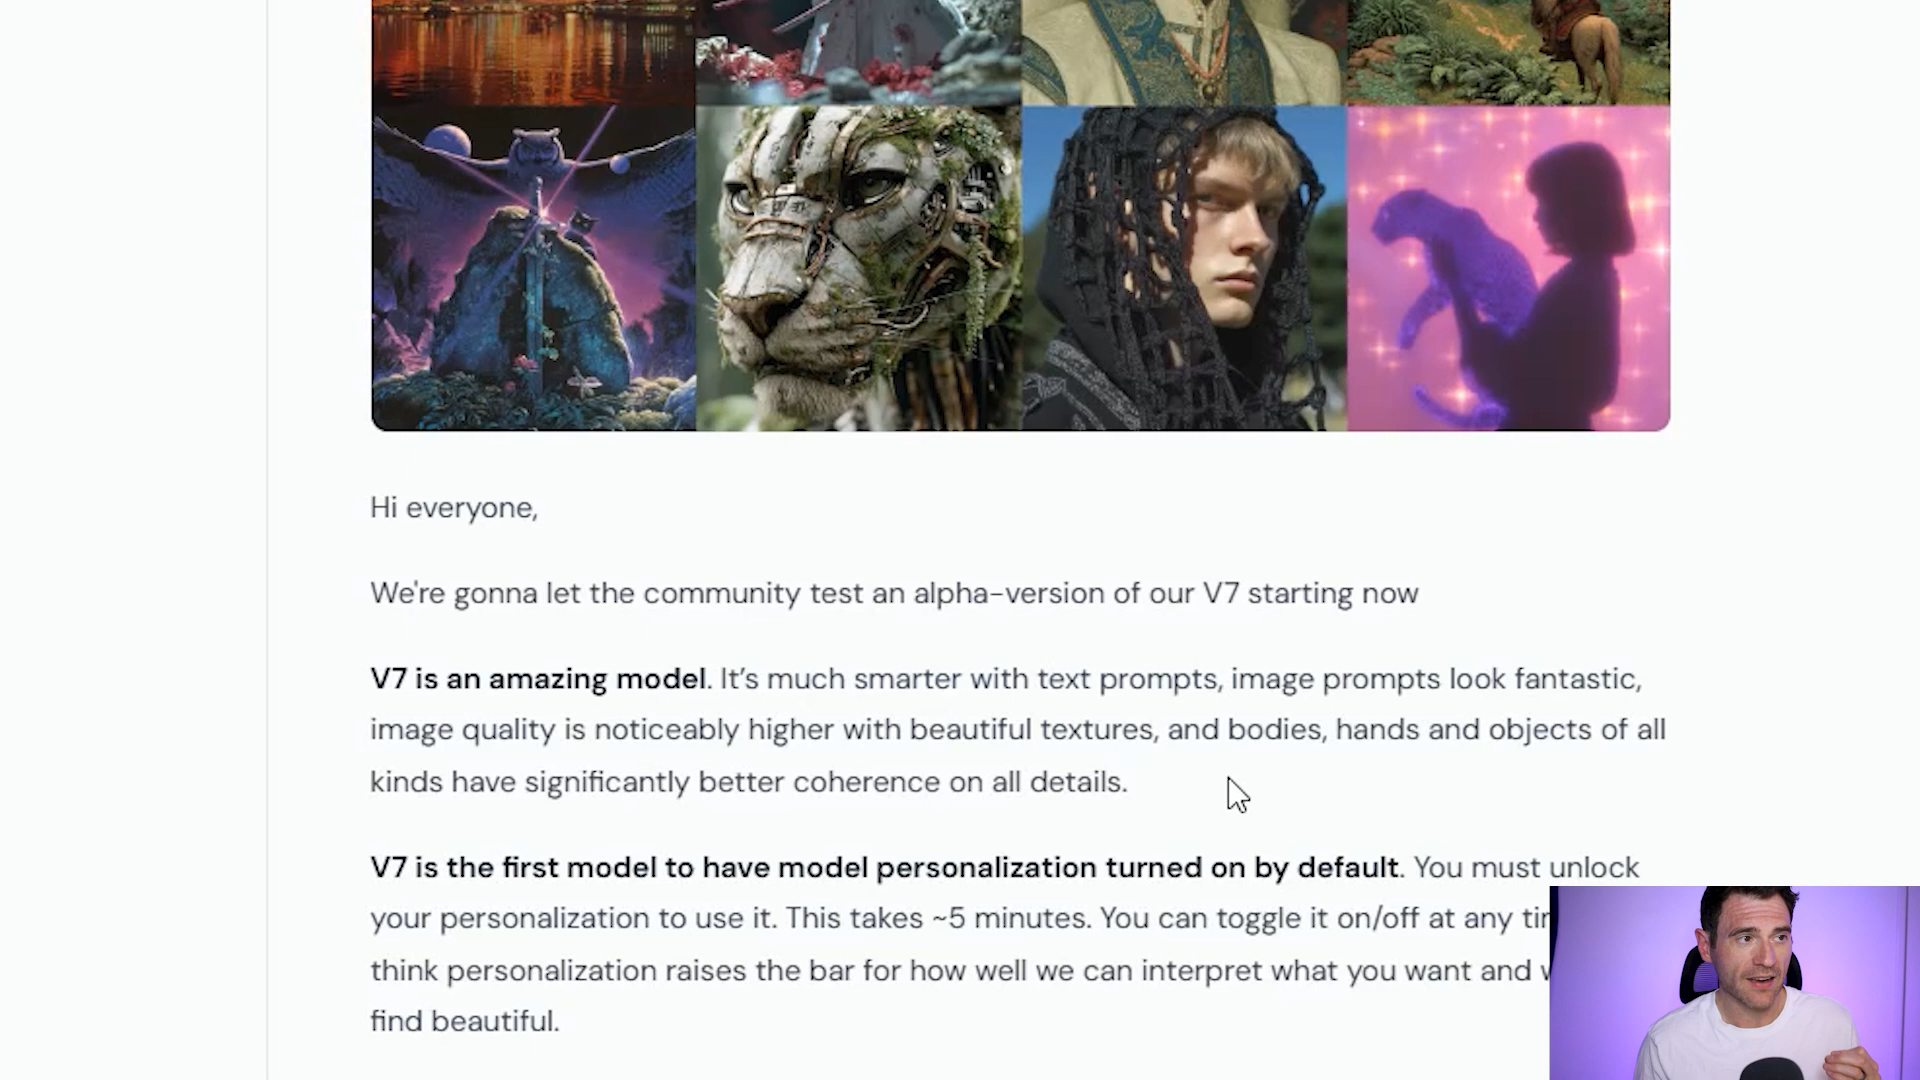 Hi everyone,
We're gonna let the community test an alpha-version of our V7 starting now
V7 is an amazing model. It’s much smarter with text prompts, image prompts look fantastic,
image quality is noticeably higher with beautiful textures, and bodies, hands and objects of all
kinds have significantly better coherence on all details.
V7 is the first model to have model personalization turned on by default. You must unlock
your personalization to use it. This takes ~5 minutes. You can toggle it on/off at any
think personalization raises the bar for how well we can interpret what you want and
find beautiful.